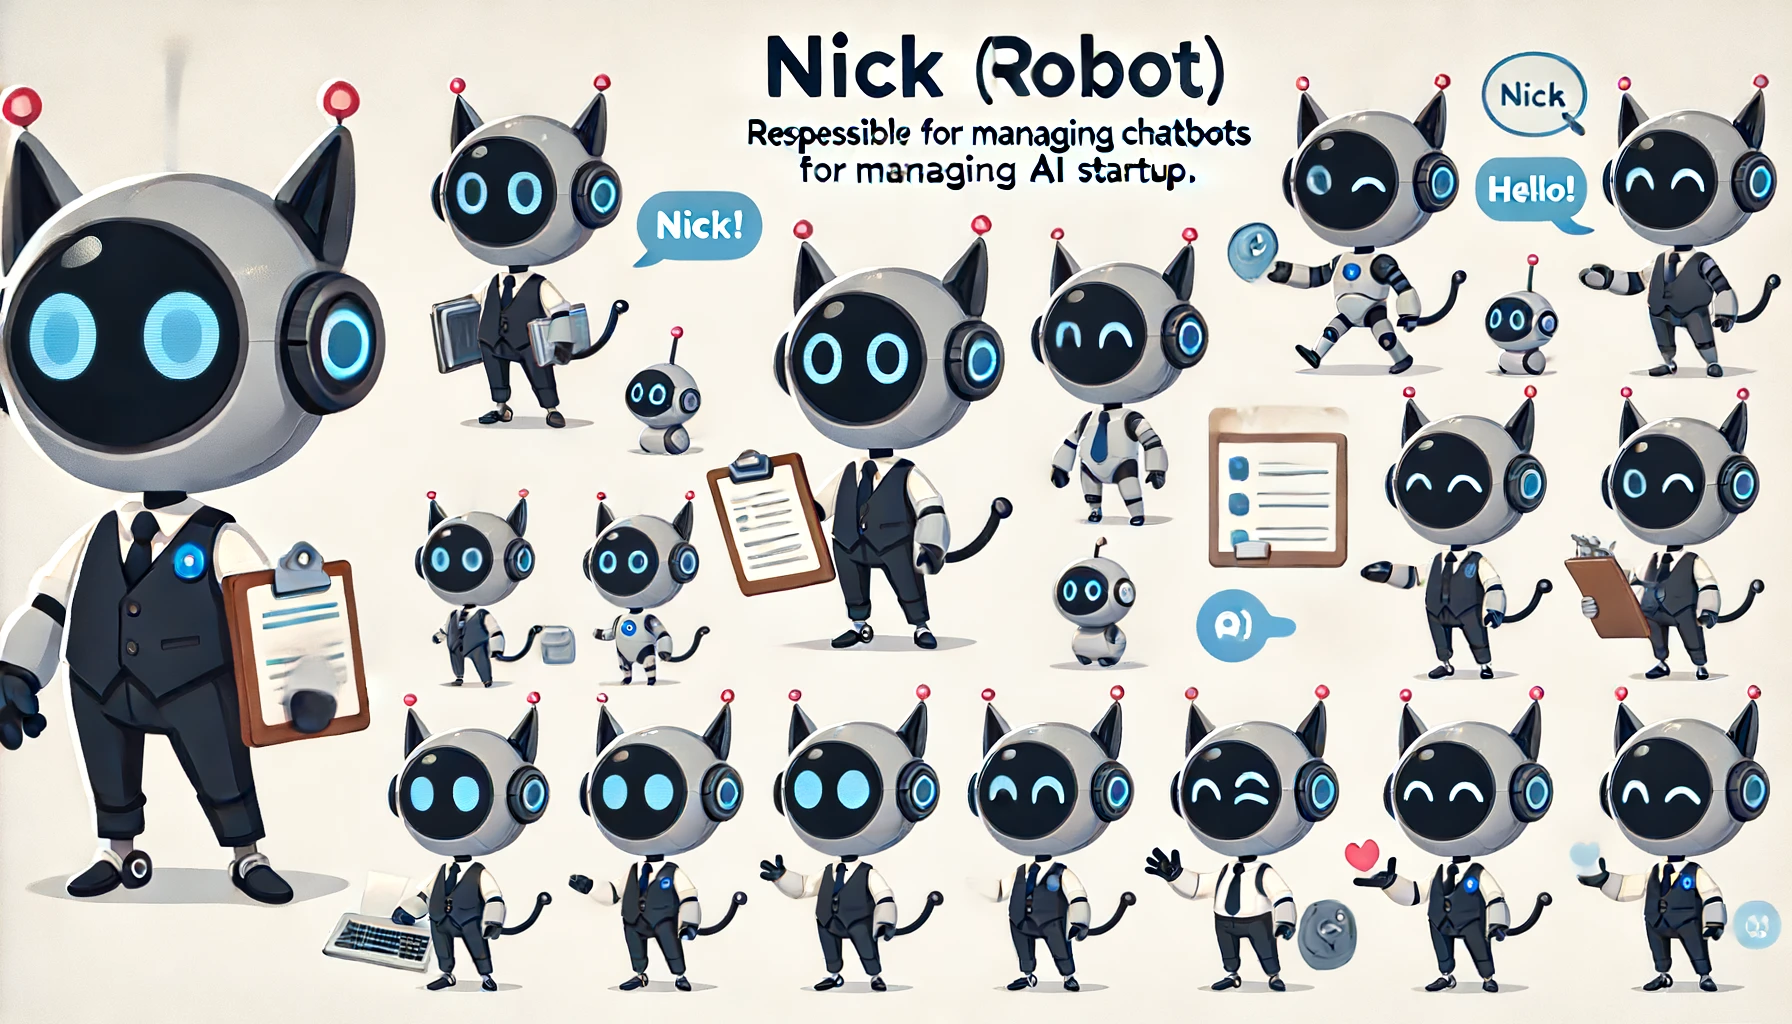 Nick (Robot)
Respessible for managing chatbots
for managing AI startup.
Nick!
Nick
Hello!